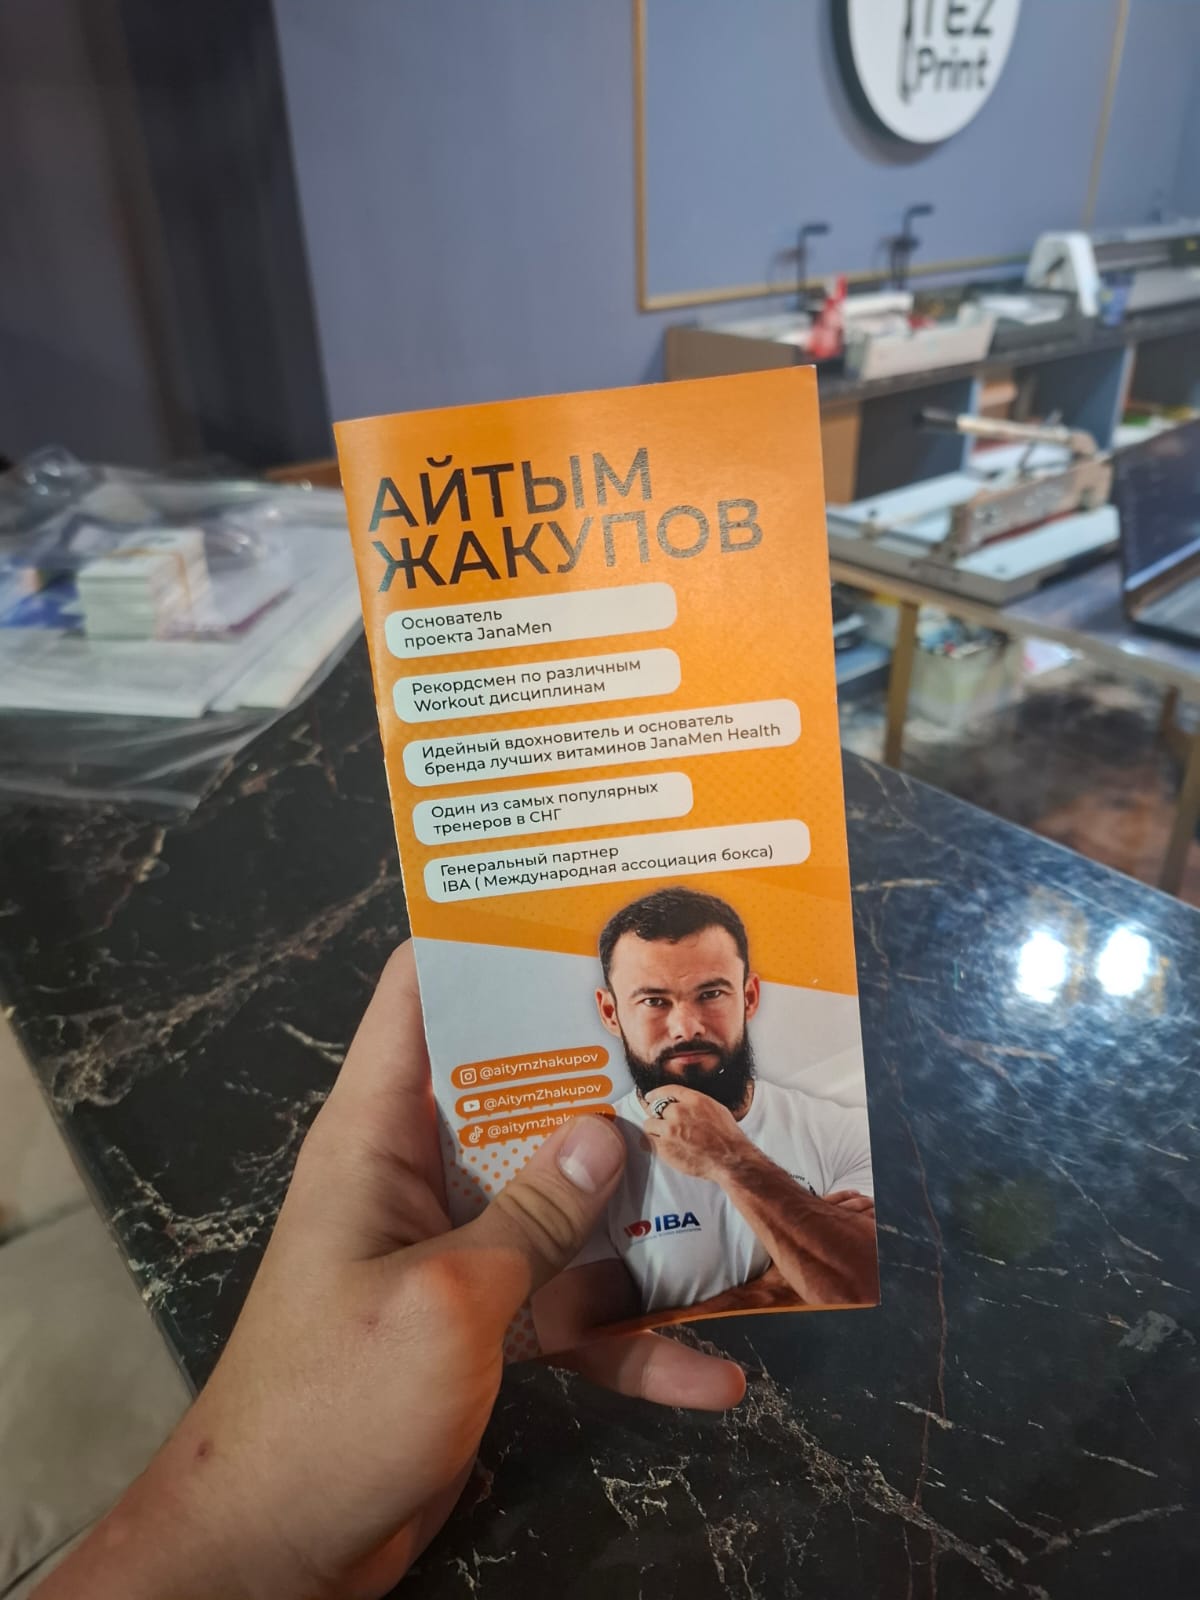 TEZ
Print
АЙТЫМ
ЖАКУПОВ
Основатель
проекта JanaMen
Рекордсмен по различным
Workout дисциплинам
Идейный вдохновитель и основатель
бренда лучших витаминов JanaMen Health
Один из самых популярных
тренеров в СНГ
Генеральный партнер
IBA ( Международная ассоциация бокса)
@aitymzhakupov
@AitymZhakupov
IBA